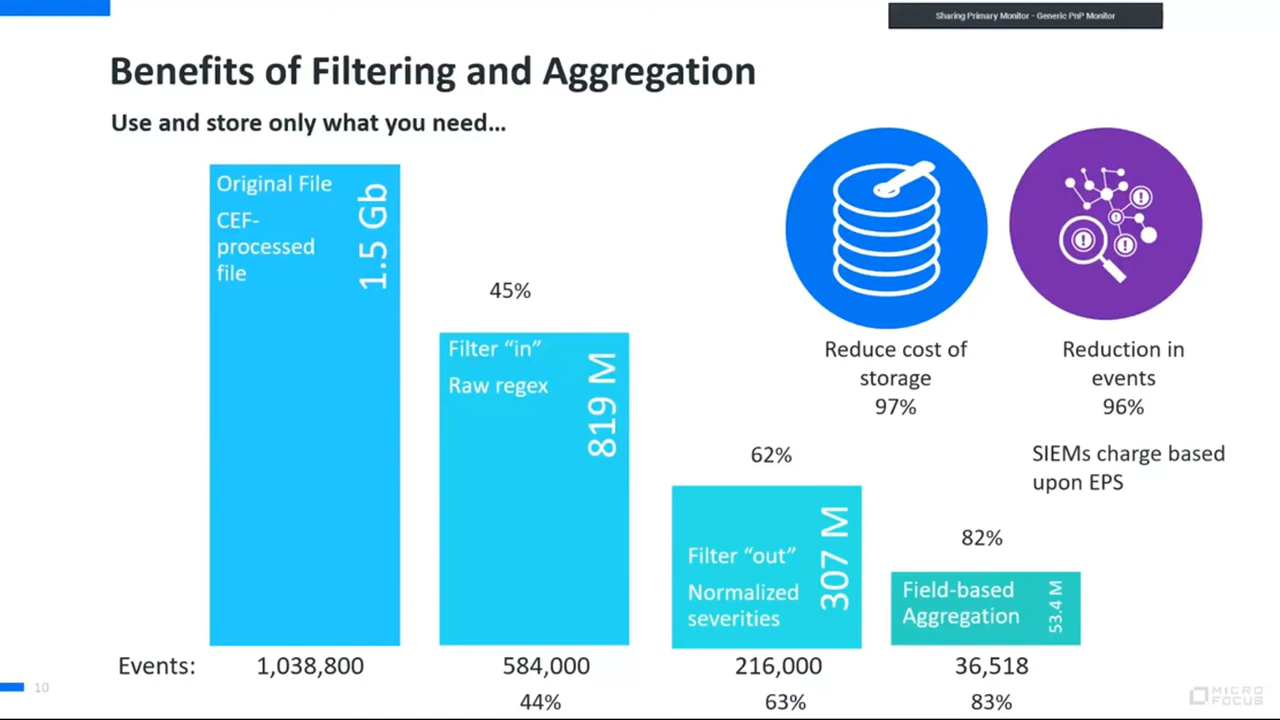 Sharing Primary Monitor - Generic PnP Monitor
Benefits of Filtering and Aggregation
Use and store only what you need...
Original File
CEF-
processed
file
1.5 Gb
45%
Filter “in”
Raw regex
819 M
62%
Filter “out”
Normalized
severities
307 M
82%
Field-based
Aggregation
53.4 M
Reduce cost of
storage
97%
Reduction in
events
96%
SIEMs charge based
upon EPS
Events: 1,038,800 584,000 216,000 36,518
44% 63% 83%
10
MICRO
FOCUS